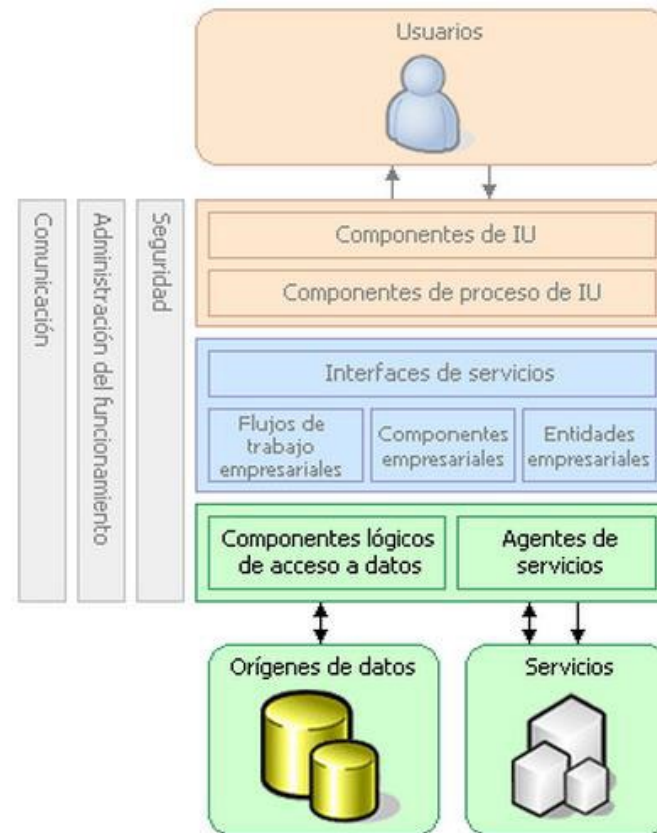 Usuarios
Comunicación
Administración del funcionamiento
Seguridad
Componentes de IU
Componentes de proceso de IU
Interfaces de servicios
Flujos de
trabajo
empresariales
Componentes
empresariales
Entidades
empresariales
Componentes lógicos
de acceso a datos
Agentes de
servicios
Orígenes de datos
Servicios